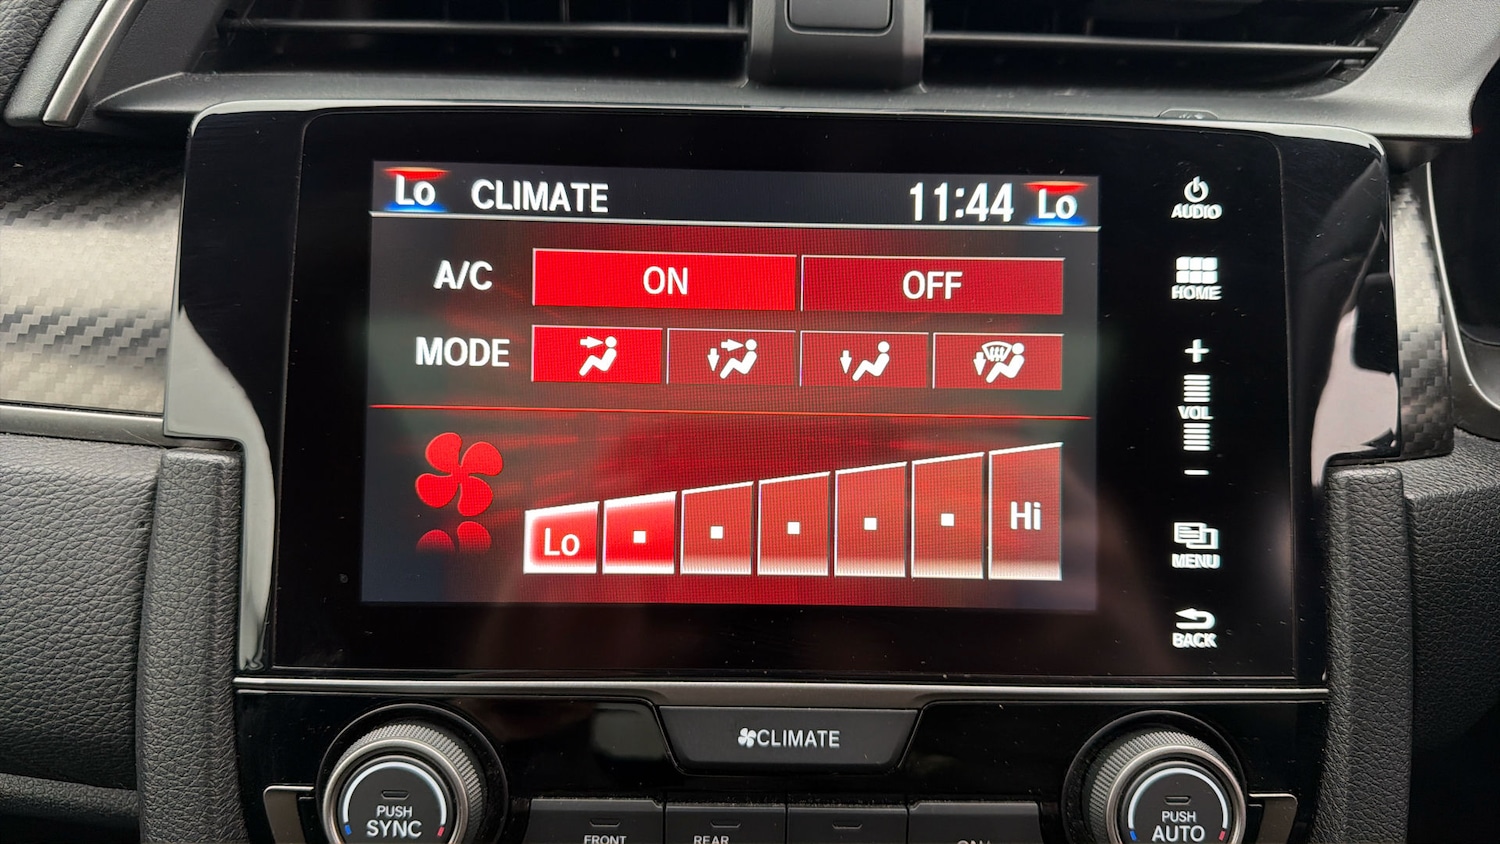 Lo CLIMATE 11:44 Lo
A/C ON OFF
MODE
Lo Hi
AUDIO
HOME
+
VOL
-
MENU
BACK
CLIMATE
PUSH
SYNC
FRONT
REAR
PUSH
AUTO